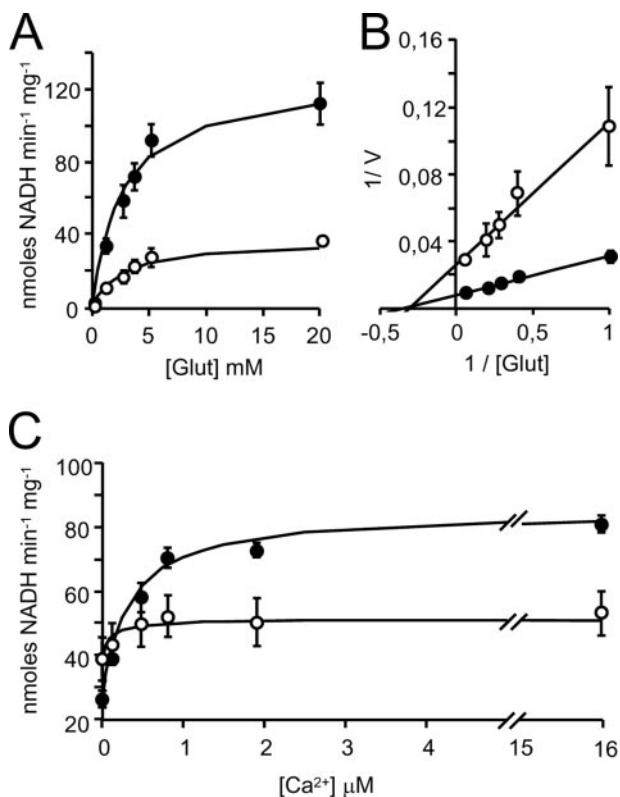 A
nmoles NADH min⁻¹ mg⁻¹
120
80
40
0
0 5 10 15 20
[Glut] mM
B
1/ V
0,16
0,12
0,08
0,04
-0,5 0 0,5 1
1 / [Glut]
C
nmoles NADH min⁻¹ mg⁻¹
100
80
60
40
20
0 1 2 3 4 15 16
[Ca²⁺] μM